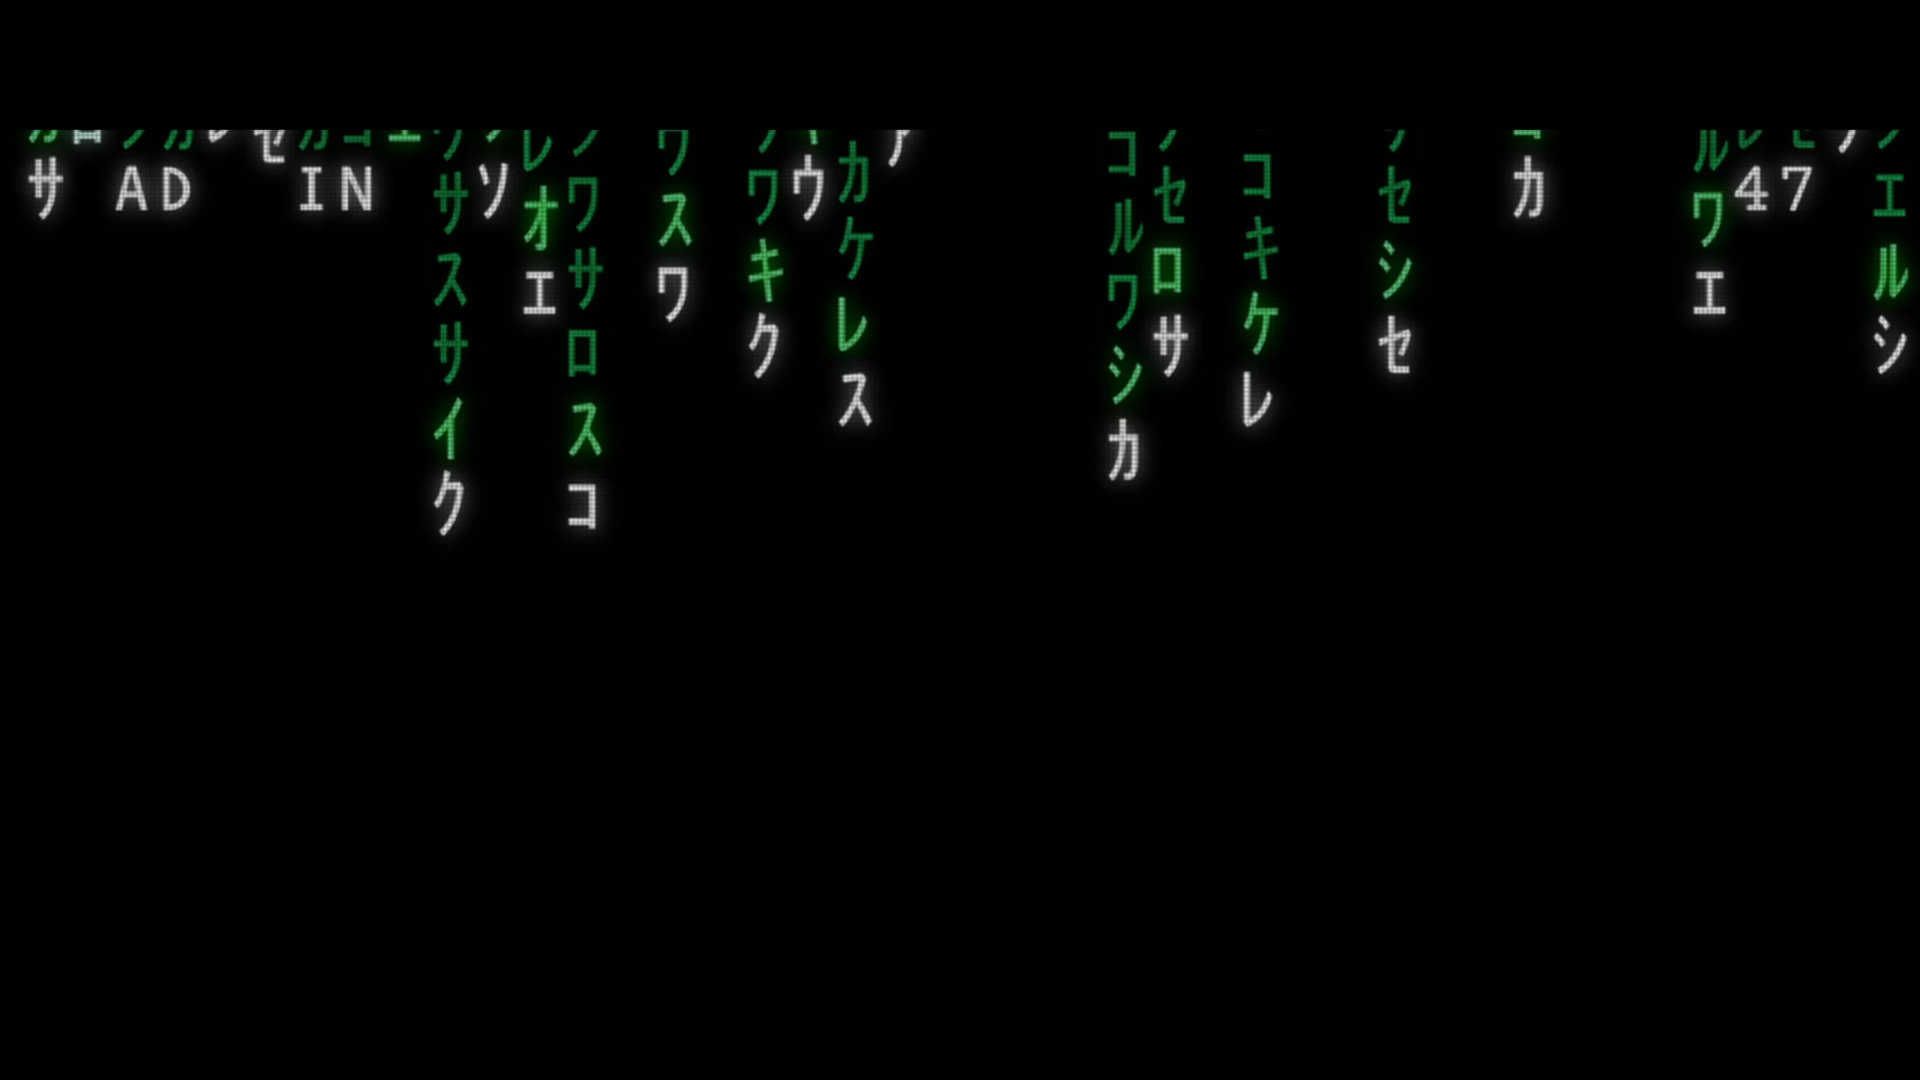 サ
AD
セ
IN
サスサイク
ソ
レオエ
ワサロスコ
スワ
ワキク
ウ
カケレス
コルワシカ
セロサ
コキケレ
セシセ
カ
ルワエ
47
エルシ